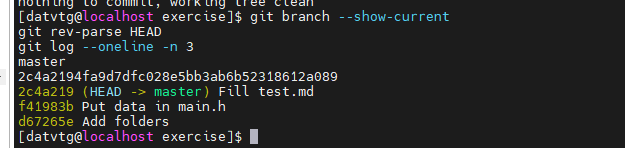 nothing to commit, working tree clean
[datvtg@localhost exercise]$ git branch --show-current
git rev-parse HEAD
git log --oneline -n 3
master
2c4a2194fa9d7dfc028e5bb3ab6b52318612a089
2c4a219 (HEAD -> master) Fill test.md
f41983b Put data in main.h
d67265e Add folders
[datvtg@localhost exercise]$